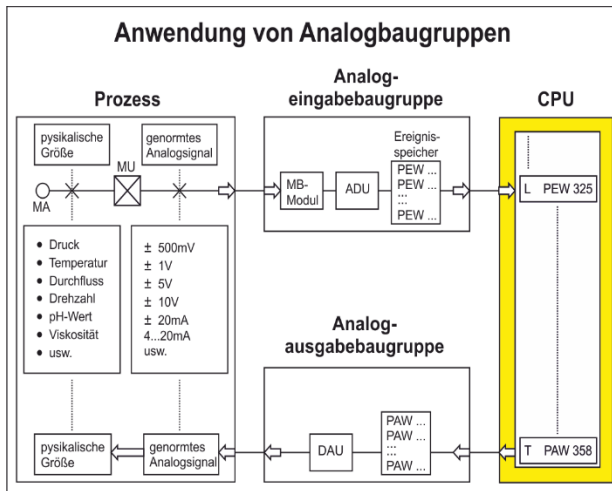 Anwendung von Analogbaugruppen
Prozess
Analog-
eingabebaugruppe
CPU
pysikalische
Größe
MU
genormtes
Analogsignal
MA
MB-
Modul
ADU
Ereignis-
speicher
PEW ...
PEW ...
...
PEW ...
L PEW 325
• Druck
• Temperatur
• Durchfluss
• Drehzahl
• pH-Wert
• Viskosität
• usw.
± 500mV
± 1V
± 5V
± 10V
± 20mA
4...20mA
usw.
Analog-
ausgabebaugruppe
pysikalische
Größe
genormtes
Analogsignal
DAU
PAW ...
PAW ...
...
PAW ...
T PAW 358